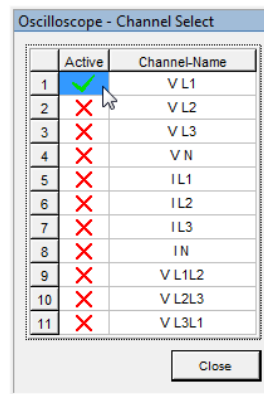 Oscilloscope - Channel Select
Active Channel-Name
1 V L1
2 V L2
3 V L3
4 V N
5 I L1
6 I L2
7 I L3
8 I N
9 V L1L2
10 V L2L3
11 V L3L1
Close